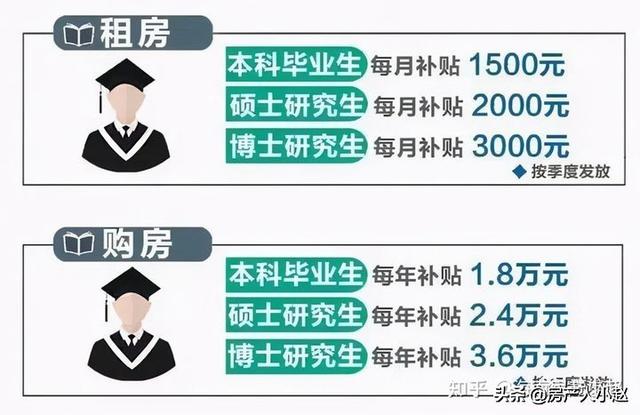 租房
本科毕业生 每月补贴 1500元
硕士研究生 每月补贴 2000元
博士研究生 每月补贴 3000元
◆ 按季度发放
购房
本科毕业生 每年补贴 1.8万元
硕士研究生 每年补贴 2.4万元
博士研究生 每年补贴 3.6万元
知乎
头条 @房产人小赵